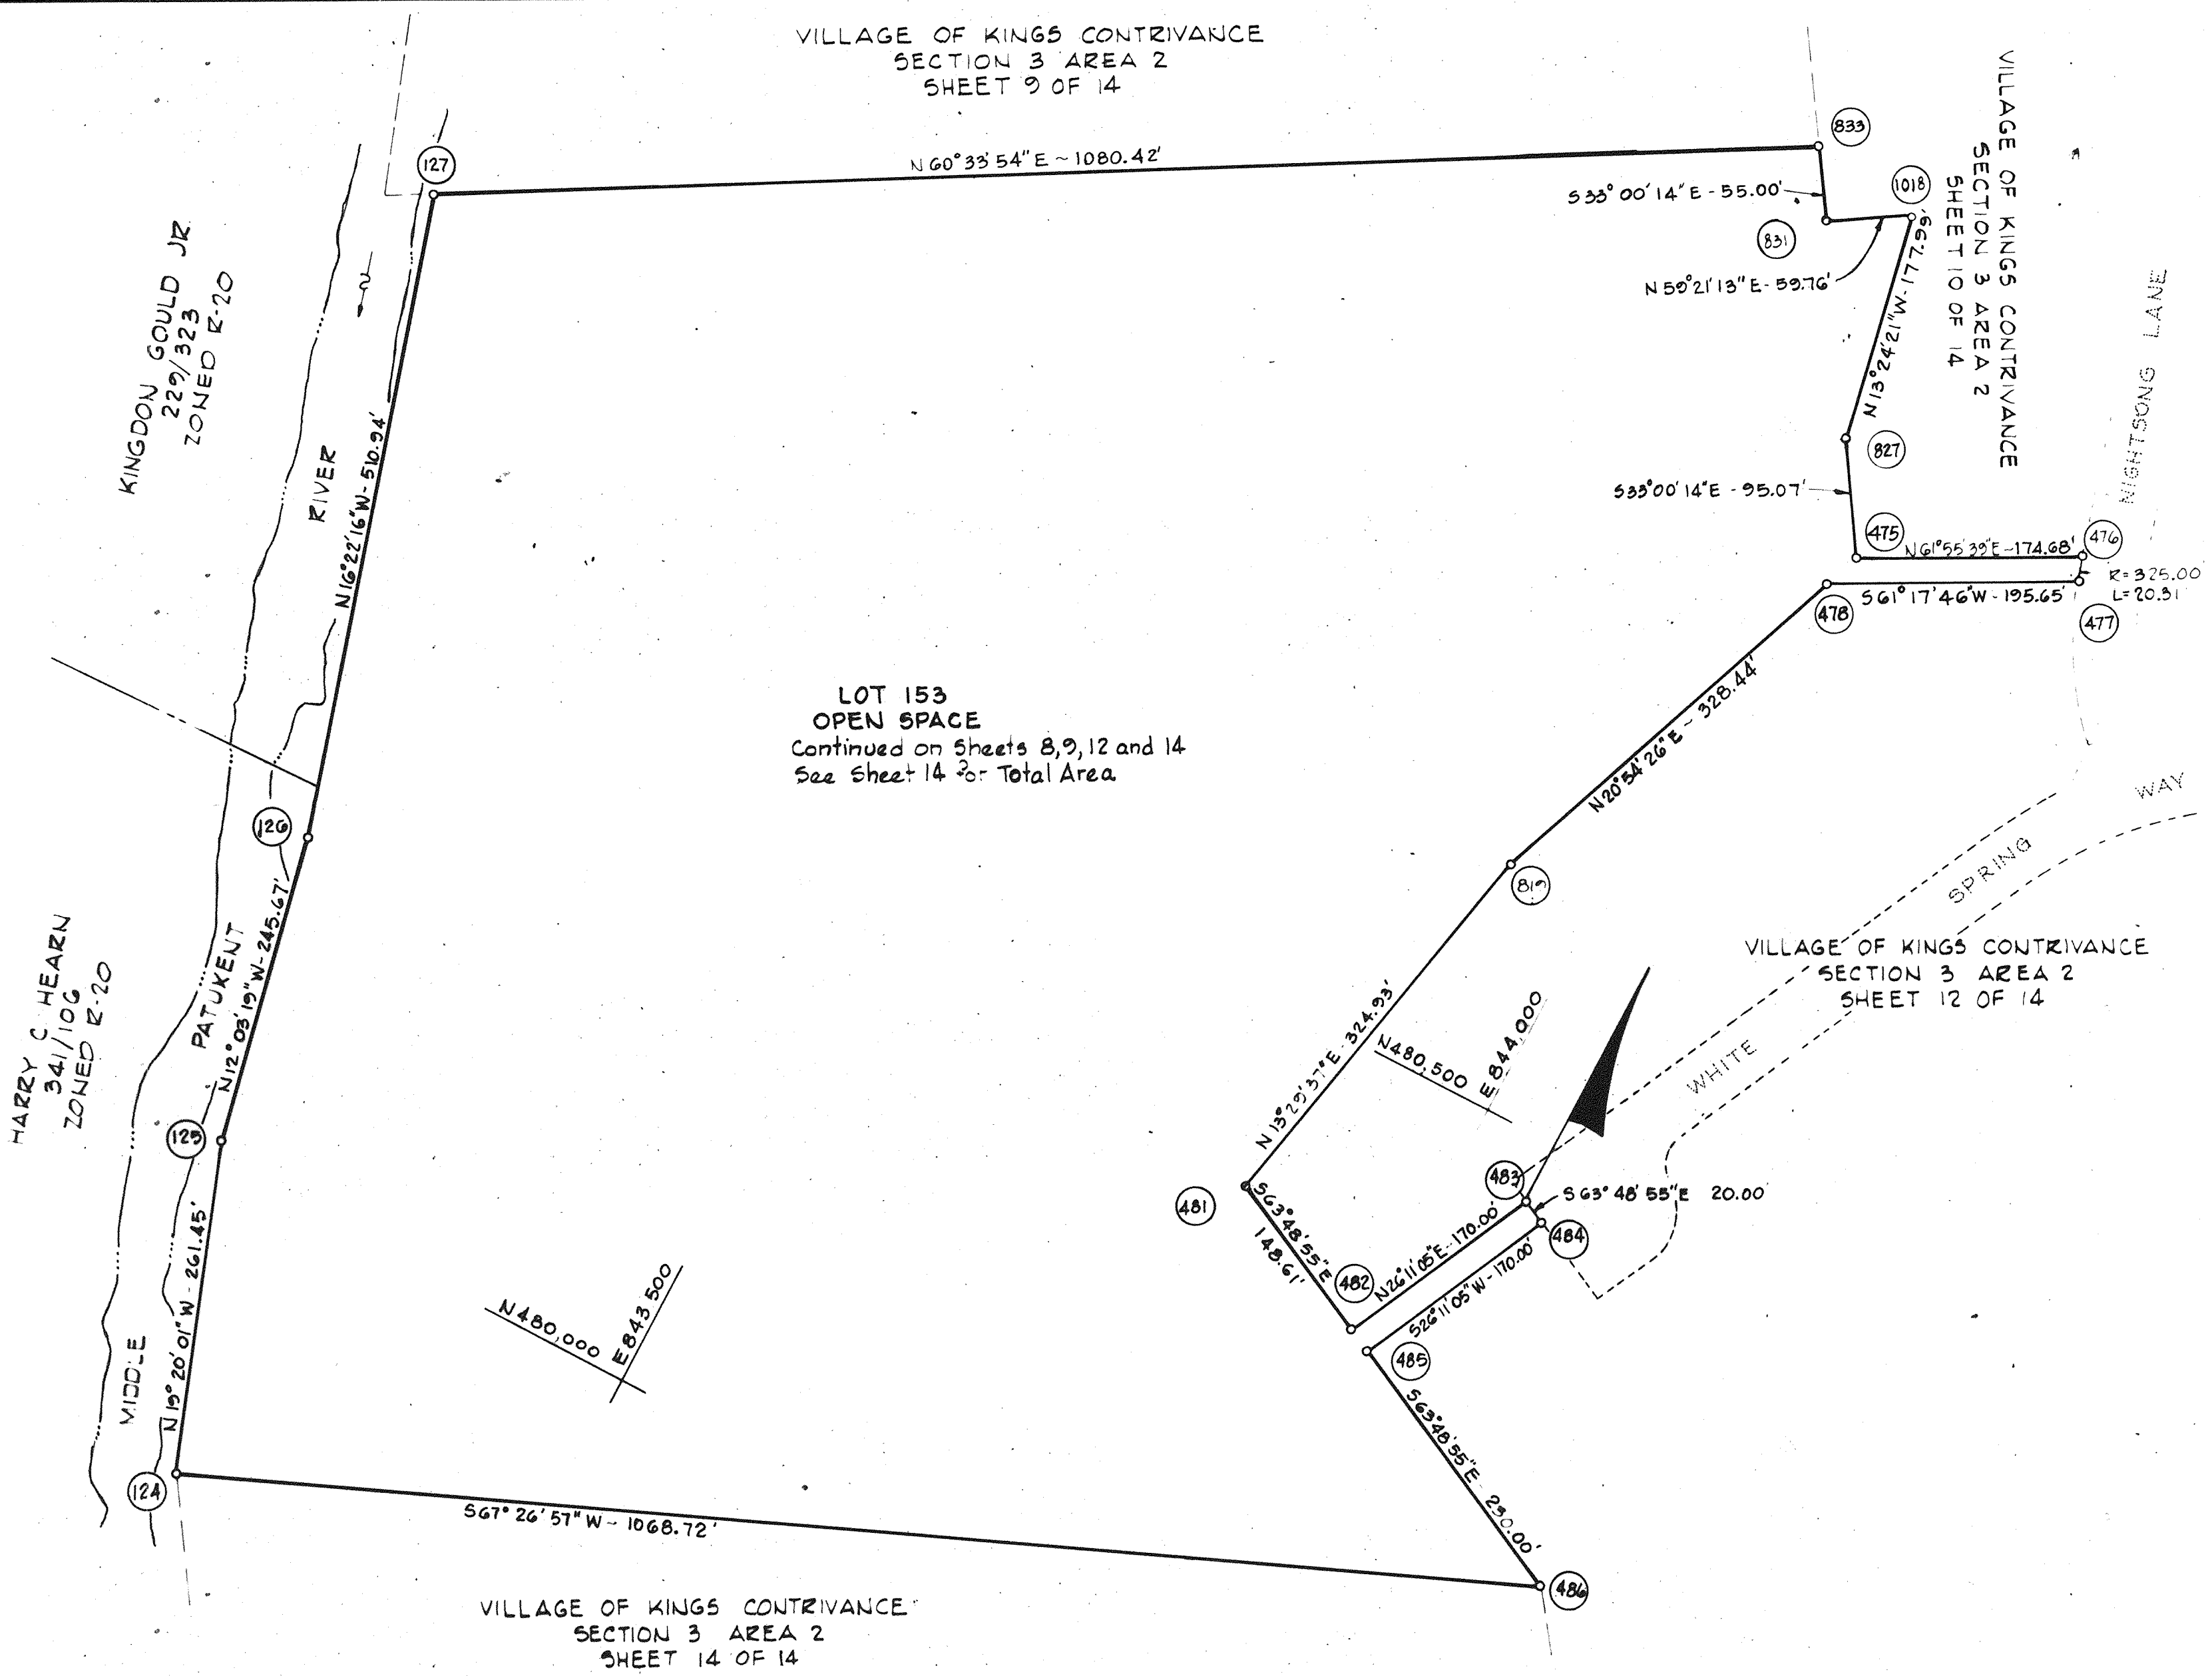 VILLAGE OF KINGS CONTRIVANCE
SECTION 3 AREA 2
SHEET 9 OF 14
127
N 60° 33' 54" E ~ 1080.42'
833
S 33° 00' 14" E - 55.00'
1018
831
N 59° 21' 13" E - 59.76'
VILLAGE OF KINGS CONTRIVANCE
SECTION 3 AREA 2
SHEET 10 OF 14
N 13° 24' 21" W - 177.99'
827
S33° 00' 14" E - 95.07'
NIGHTSONG LANE
475
N 61° 55' 39" E ~ 174.68'
476
R = 325.00'
L = 20.31'
S 61° 17' 46" W - 195.65'
478
477
KINGDON GOULD JR.
229/323
ZONED R-20
RIVER
N 16° 22' 16" W - 510.94'
LOT 153
OPEN SPACE
Continued on Sheets 8, 9, 12 and 14
See Sheet 14 For Total Area
N 20° 54' 26" E ~ 328.44'
126
819
WAY
SPRING
WHITE
HARRY C HEARN
341/106
ZONED R-20
PATUXENT
N 12° 03' 19" W - 245.67'
VILLAGE OF KINGS CONTRIVANCE
SECTION 3 AREA 2
SHEET 12 OF 14
N 13° 29' 37" E - 324.93'
N 480,500
E 844,000
125
481
S63° 48' 55" E
148.61'
483
S 63° 48' 55" E 20.00'
484
482
N 26° 11' 05" E - 170.00'
S 26° 11' 05" W - 170.00'
485
N 480,000
E 843 500
MIDDLE
N 19° 20' 01" W - 261.45'
S 63° 48' 55" E - 230.00'
124
S 67° 26' 57" W ~ 1068.72'
486
VILLAGE OF KINGS CONTRIVANCE
SECTION 3 AREA 2
SHEET 14 OF 14